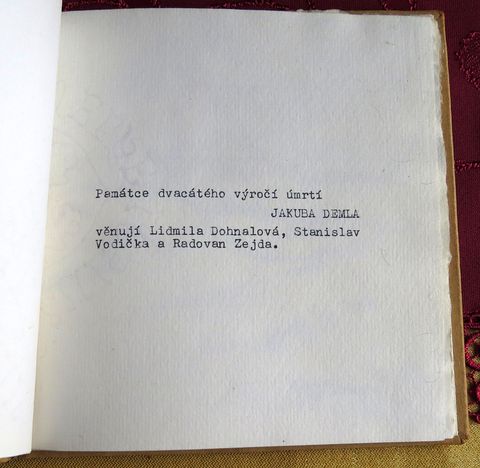 Památce dvacátého výročí úmrtí
JAKUBA DEMLA
věnují Lidmila Dohnalová, Stanislav
Vodička a Radovan Zejda.